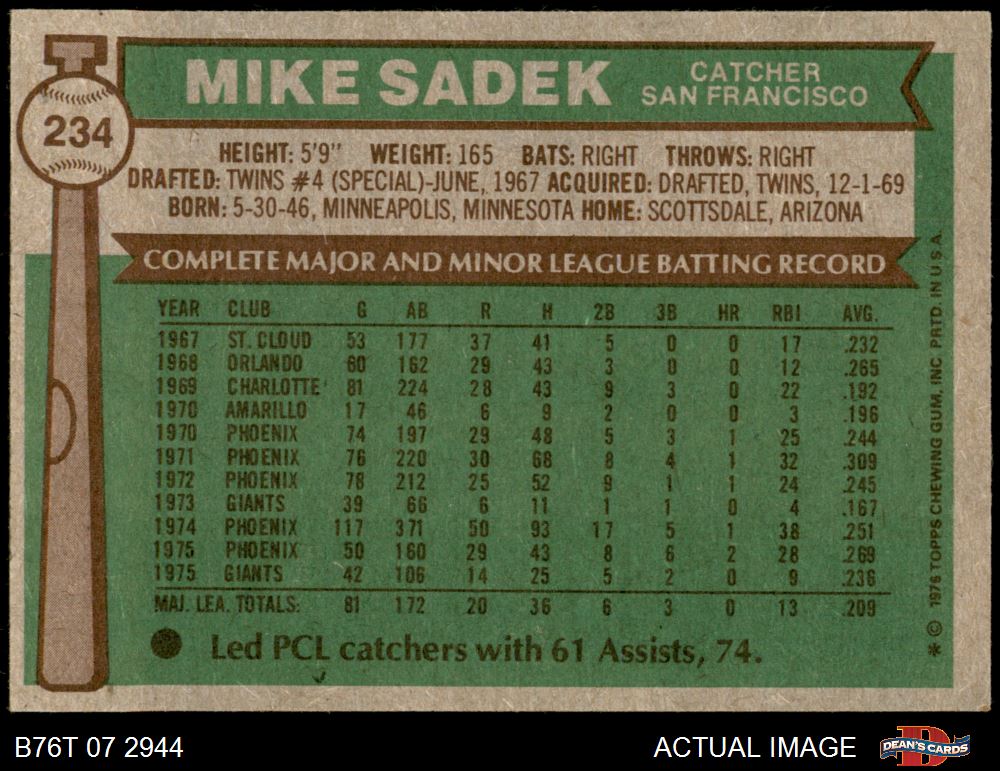 MIKE SADEK
CATCHER
SAN FRANCISCO
234
HEIGHT: 5'9" WEIGHT: 165 BATS: RIGHT THROWS: RIGHT
DRAFTED: TWINS #4 (SPECIAL)-JUNE, 1967 ACQUIRED: DRAFTED, TWINS, 12-1-69
BORN: 5-30-46, MINNEAPOLIS, MINNESOTA HOME: SCOTTSDALE, ARIZONA
COMPLETE MAJOR AND MINOR LEAGUE BATTING RECORD
YEAR CLUB G AB R H 2B 3B HR RBI AVG.
1967 ST. CLOUD 53 177 37 41 5 0 0 17 .232
1968 ORLANDO 60 162 29 43 3 0 0 12 .265
1969 CHARLOTTE 81 224 28 43 9 3 0 22 .192
1970 AMARILLO 17 46 6 9 2 0 0 3 .196
1970 PHOENIX 74 197 29 48 5 3 1 25 .244
1971 PHOENIX 76 220 30 68 8 4 1 32 .309
1972 PHOENIX 78 212 25 52 9 1 1 24 .245
1973 GIANTS 39 66 6 11 1 1 0 4 .167
1974 PHOENIX 117 371 50 93 17 5 1 38 .251
1975 PHOENIX 50 160 29 43 8 6 2 28 .269
1975 GIANTS 42 106 14 25 5 2 0 9 .236
MAJ. LEA. TOTALS: 81 172 20 36 6 3 0 13 .209
Led PCL catchers with 61 Assists, 74.
* © 1976 TOPPS CHEWING GUM, INC. PRTD. IN U.S.A.
B76T 07 2944
ACTUAL IMAGE
DEAN'S CARDS